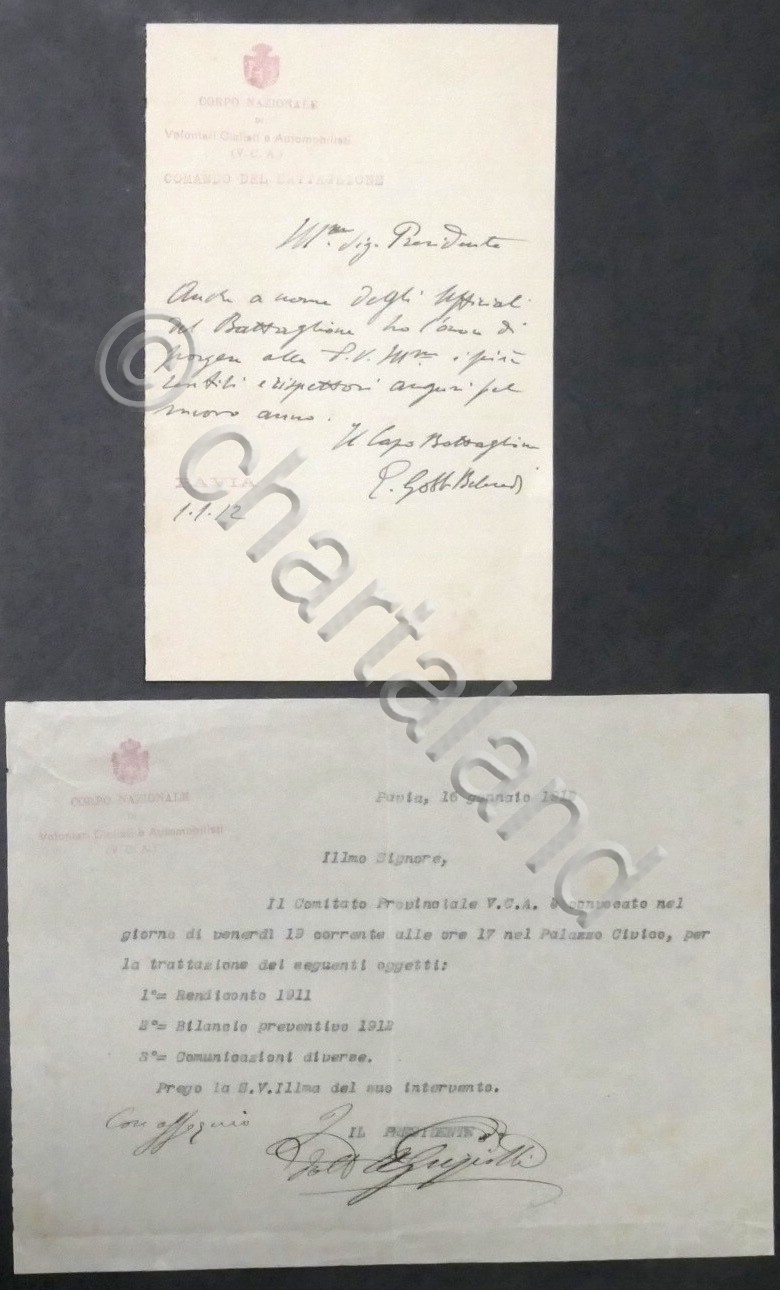 CORPO NAZIONALE
DI
Volontari Ciclisti e Automobilisti
(V.C.A.)
COMANDO DEL BATTAGLIONE
Ill.mo Sig. Presidente
Anche a nome degli Ufficiali
del Battaglione ho l'onore di
porgere alla S.V. Ill.ma i più
sentiti e rispettosi auguri pel
nuovo anno.
Il Capo Battaglione
PAVIA
1.1.12
© chartaland
CORPO NAZIONALE
DI
Volontari Ciclisti e Automobilisti
(V.C.A.)
Pavia, 16 gennaio 1912
Illmo Signore,
Il Comitato Provinciale V.C.A. è convocato nel
giorno di venerdì 19 corrente alle ore 17 nel Palazzo Civico, per
la trattazione dei seguenti oggetti:
1°= Rendiconto 1911
2°= Bilancio preventivo 1912
3°= Comunicazioni diverse.
Prego la S.V.Illma del suo intervento.
Con ossequio
IL PRESIDENTE